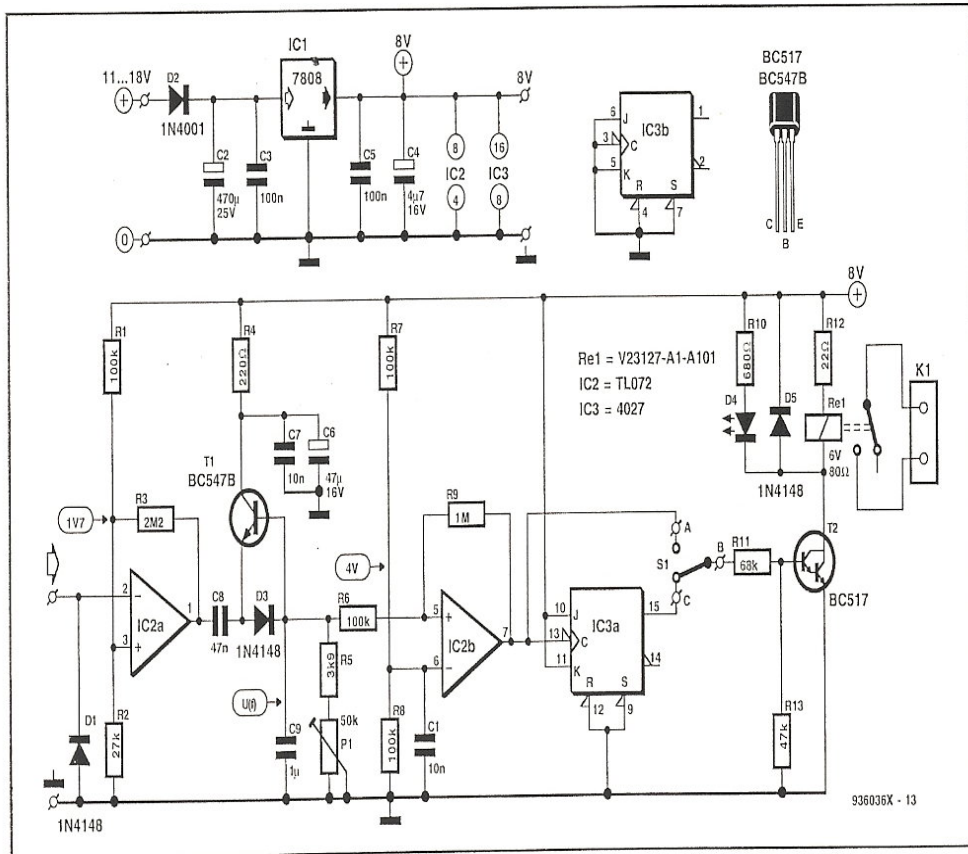 11...18V
D2
1N4001
IC1
7808
8V
8V
C2
470µ
25V
C3
100n
C5
100n
C4
4µ7
16V
8
IC2
4
16
IC3
8
0
IC3b
6
J
3
C
5
K
R
S
4
7
1
2
BC517
BC547B
C
B
E
8V
R1
100k
R4
220Ω
R7
100k
T1
BC547B
C7
10n
C6
47µ
16V
R3
2M2
1V7
2
3
1
IC2a
C8
47n
D3
1N4148
R6
100k
R5
3k9
U(f)
50k
P1
C9
1µ
R2
27k
D1
1N4148
4V
R9
1M
5
6
7
IC2b
R8
100k
C1
10n
Re1 = V23127-A1-A101
IC2 = TL072
IC3 = 4027
IC3a
10
J
13
C
11
K
R
S
12
9
15
14
A
S1
B
C
R11
68k
R10
680Ω
D4
D5
1N4148
R12
22Ω
Re1
6V
80Ω
K1
T2
BC517
R13
47k
936036X - 13